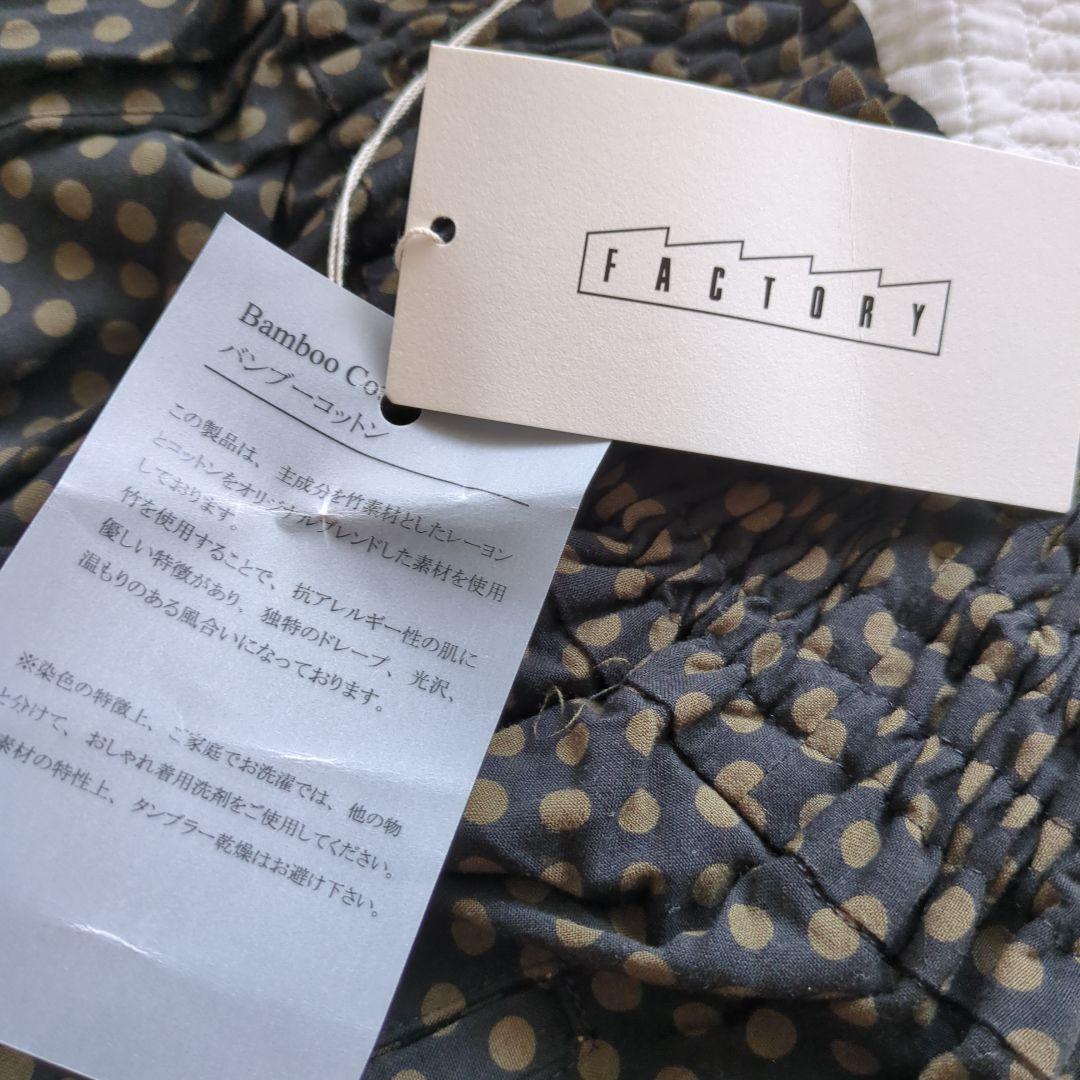 FACTORY
Bamboo Co
バンブーコットン
この製品は、主成分を竹素材としたレーヨン
とコットンをオリジナルブレンドした素材を使用
しております。
竹を使用することで、抗アレルギー性の肌に
優しい特徴があり、独特のドレープ、光沢、
温もりのある風合いになっております。
※染色の特徴上、ご家庭でお洗濯では、他の物
と分けて、おしゃれ着用洗剤をご使用してください。
素材の特性上、タンブラー乾燥はお避け下さい。